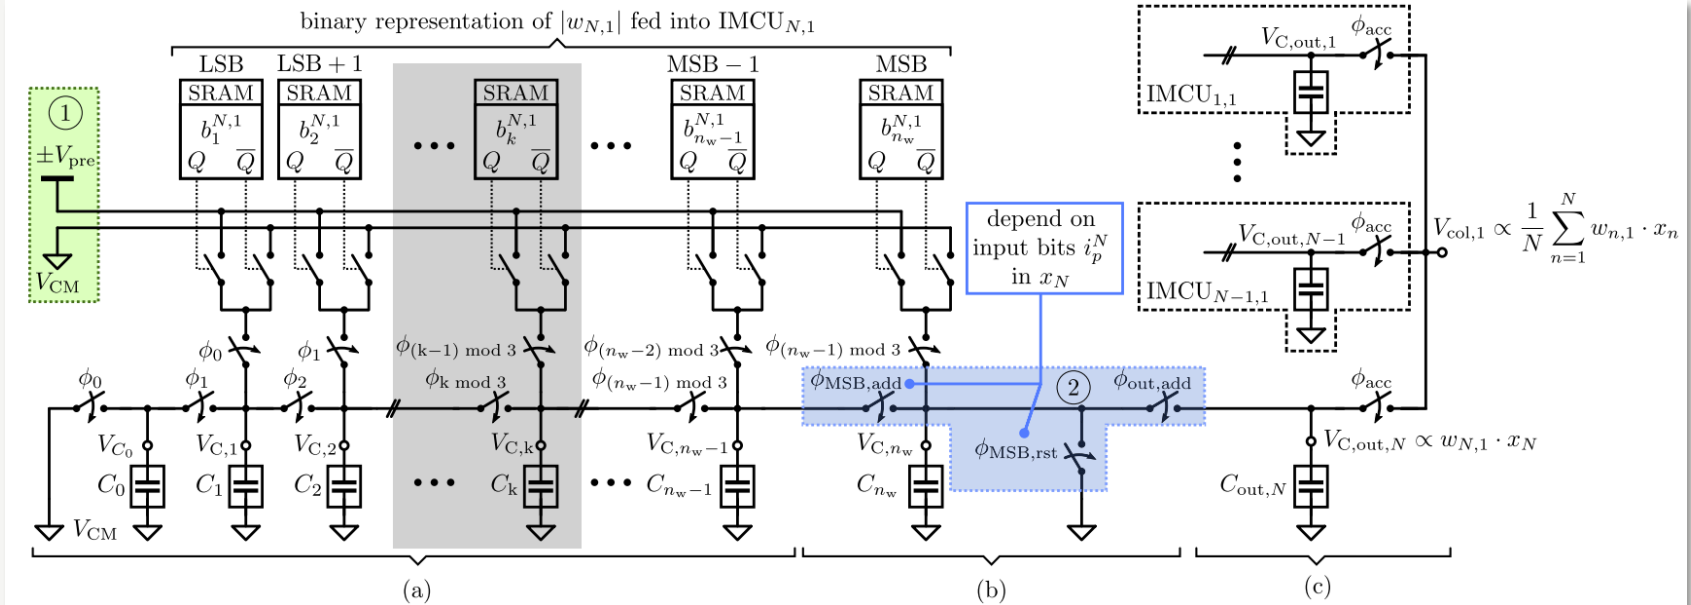 binary representation of |w_{N,1}| fed into IMCU_{N,1}
LSB LSB + 1 MSB − 1 MSB
SRAM SRAM SRAM SRAM SRAM
b_1^{N,1} b_2^{N,1} ••• b_k^{N,1} ••• b_{n_w−1}^{N,1} b_{n_w}^{N,1}
Q Q̅ Q Q̅ Q Q̅ Q Q̅ Q Q̅
1
±V_pre
V_CM
depend on
input bits i_p^N
in x_N
ϕ_0 ϕ_1 ϕ_{(k−1) mod 3} ϕ_{(n_w−2) mod 3} ϕ_{(n_w−1) mod 3}
ϕ_0 ϕ_1 ϕ_2 ϕ_{k mod 3} ϕ_{(n_w−1) mod 3} ϕ_{MSB,add} 2 ϕ_{out,add} ϕ_acc
V_{C_0} V_{C,1} V_{C,2} V_{C,k} V_{C,n_w−1} V_{C,n_w} ϕ_{MSB,rst} V_{C,out,N} ∝ w_{N,1} · x_N
C_0 C_1 C_2 ••• C_k ••• C_{n_w−1} C_{n_w} C_{out,N}
V_CM
V_{C,out,1} ϕ_acc
IMCU_{1,1}
V_{C,out,N−1} ϕ_acc
IMCU_{N−1,1}
V_{col,1} ∝ \frac{1}{N} \sum_{n=1}^{N} w_{n,1} · x_n
(a) (b) (c)